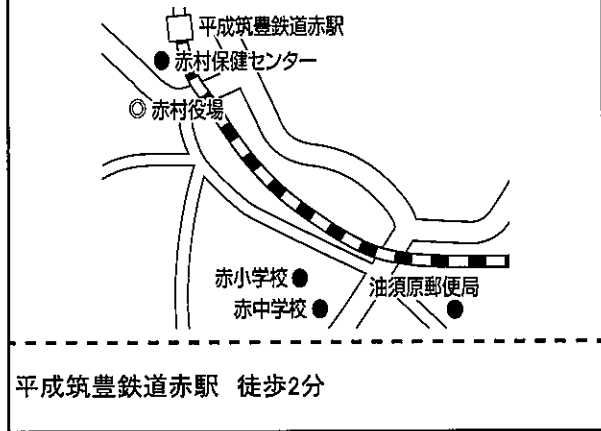 平成筑豊鉄道赤駅
赤村保健センター
赤村役場
赤小学校
油須原郵便局
赤中学校
平成筑豊鉄道赤駅 徒歩2分